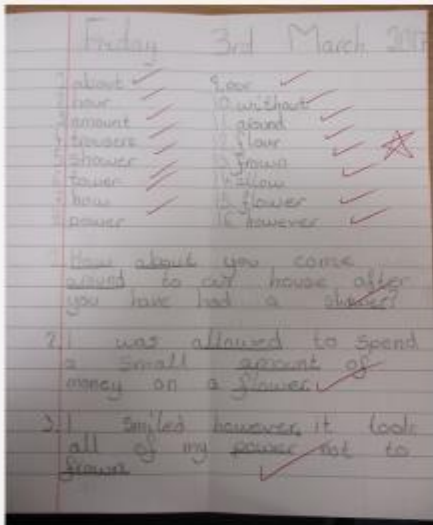 Friday 3rd March 2017
1. about 9. our
2. hour 10. without
3. amount 11. around
4. trousers 12. flour
5. shower 13. frown
6. tower 14. allow
7. how 15. flower
8. power 16. however
1. How about you come
around to our house after
you have had a shower?
2. I was allowed to spend
a small amount of
money on a flower.
3. I smiled however, it took
all of my power not to
frown